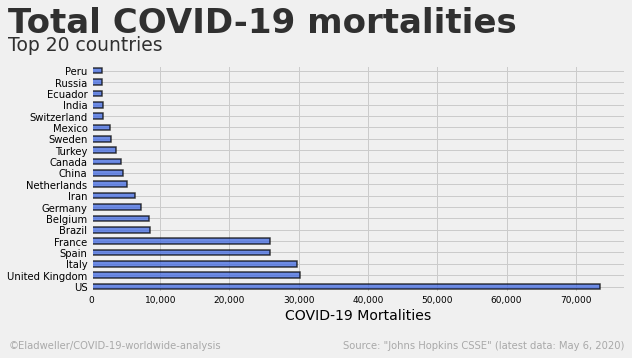 Total COVID-19 mortalities
Top 20 countries
Peru
Russia
Ecuador
India
Switzerland
Mexico
Sweden
Turkey
Canada
China
Netherlands
Iran
Germany
Belgium
Brazil
France
Spain
Italy
United Kingdom
US
0 10,000 20,000 30,000 40,000 50,000 60,000 70,000
COVID-19 Mortalities
©Eladweller/COVID-19-worldwide-analysis Source: "Johns Hopkins CSSE" (latest data: May 6, 2020)